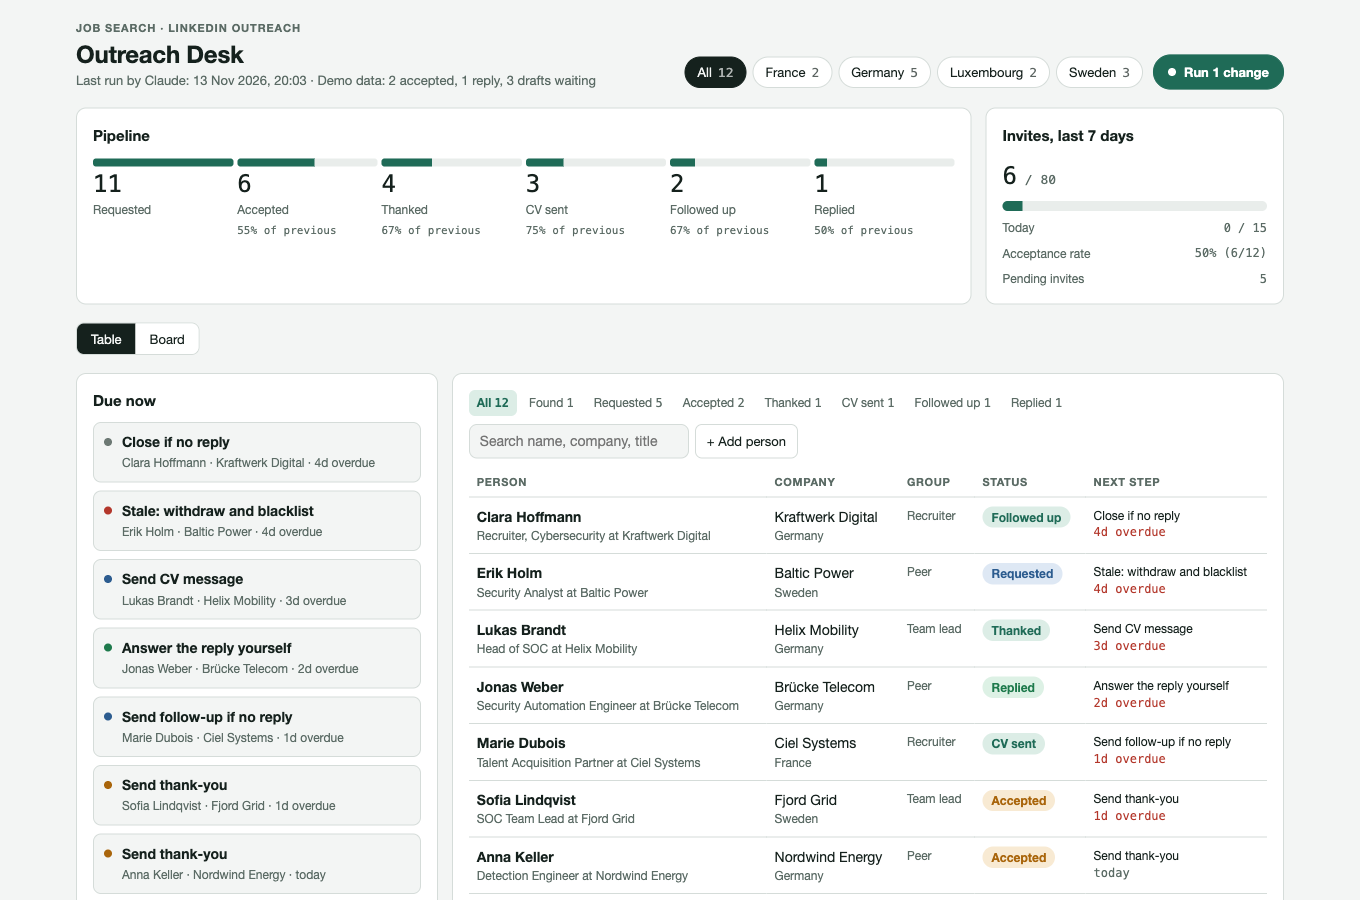 JOB SEARCH · LINKEDIN OUTREACH
Outreach Desk
Last run by Claude: 13 Nov 2026, 20:03 · Demo data: 2 accepted, 1 reply, 3 drafts waiting
All 12
France 2
Germany 5
Luxembourg 2
Sweden 3
Run 1 change
Pipeline
11
Requested
6
Accepted
55% of previous
4
Thanked
67% of previous
3
CV sent
75% of previous
2
Followed up
67% of previous
1
Replied
50% of previous
Invites, last 7 days
6 / 80
Today 0 / 15
Acceptance rate 50% (6/12)
Pending invites 5
Table
Board
Due now
Close if no reply
Clara Hoffmann · Kraftwerk Digital · 4d overdue
Stale: withdraw and blacklist
Erik Holm · Baltic Power · 4d overdue
Send CV message
Lukas Brandt · Helix Mobility · 3d overdue
Answer the reply yourself
Jonas Weber · Brücke Telecom · 2d overdue
Send follow-up if no reply
Marie Dubois · Ciel Systems · 1d overdue
Send thank-you
Sofia Lindqvist · Fjord Grid · 1d overdue
Send thank-you
Anna Keller · Nordwind Energy · today
All 12 Found 1 Requested 5 Accepted 2 Thanked 1 CV sent 1 Followed up 1 Replied 1
Search name, company, title
+ Add person
PERSON COMPANY GROUP STATUS NEXT STEP
Clara Hoffmann Kraftwerk Digital Recruiter Followed up Close if no reply
Recruiter, Cybersecurity at Kraftwerk Digital Germany 4d overdue
Erik Holm Baltic Power Peer Requested Stale: withdraw and blacklist
Security Analyst at Baltic Power Sweden 4d overdue
Lukas Brandt Helix Mobility Team lead Thanked Send CV message
Head of SOC at Helix Mobility Germany 3d overdue
Jonas Weber Brücke Telecom Peer Replied Answer the reply yourself
Security Automation Engineer at Brücke Telecom Germany 2d overdue
Marie Dubois Ciel Systems Recruiter CV sent Send follow-up if no reply
Talent Acquisition Partner at Ciel Systems France 1d overdue
Sofia Lindqvist Fjord Grid Team lead Accepted Send thank-you
SOC Team Lead at Fjord Grid Sweden 1d overdue
Anna Keller Nordwind Energy Peer Accepted Send thank-you
Detection Engineer at Nordwind Energy Germany today